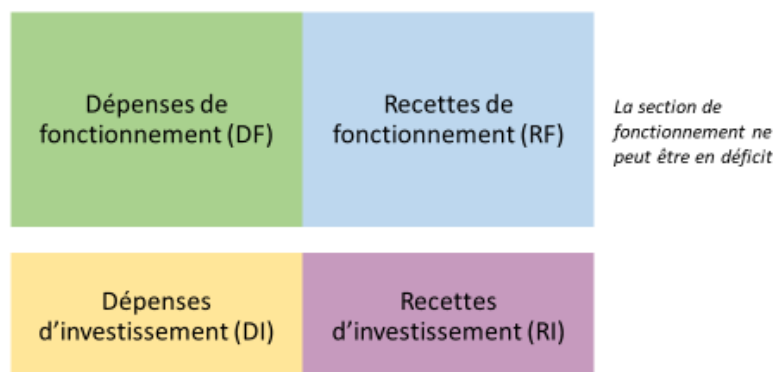 Dépenses de
fonctionnement (DF)
Recettes de
fonctionnement (RF)
La section de
fonctionnement ne
peut être en déficit
Dépenses
d'investissement (DI)
Recettes
d'investissement (RI)